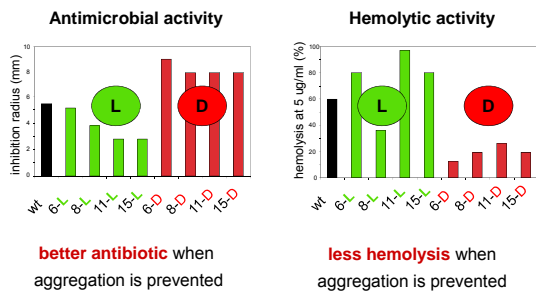 Antimicrobial activity
inhibition radius (mm)
10
8
6
4
2
0
L
D
wt
6-L
8-L
11-L
15-L
6-D
8-D
11-D
15-D
better antibiotic when
aggregation is prevented
Hemolytic activity
hemolysis at 5 ug/ml (%)
100
80
60
40
20
0
L
D
wt
6-L
8-L
11-L
15-L
6-D
8-D
11-D
15-D
less hemolysis when
aggregation is prevented